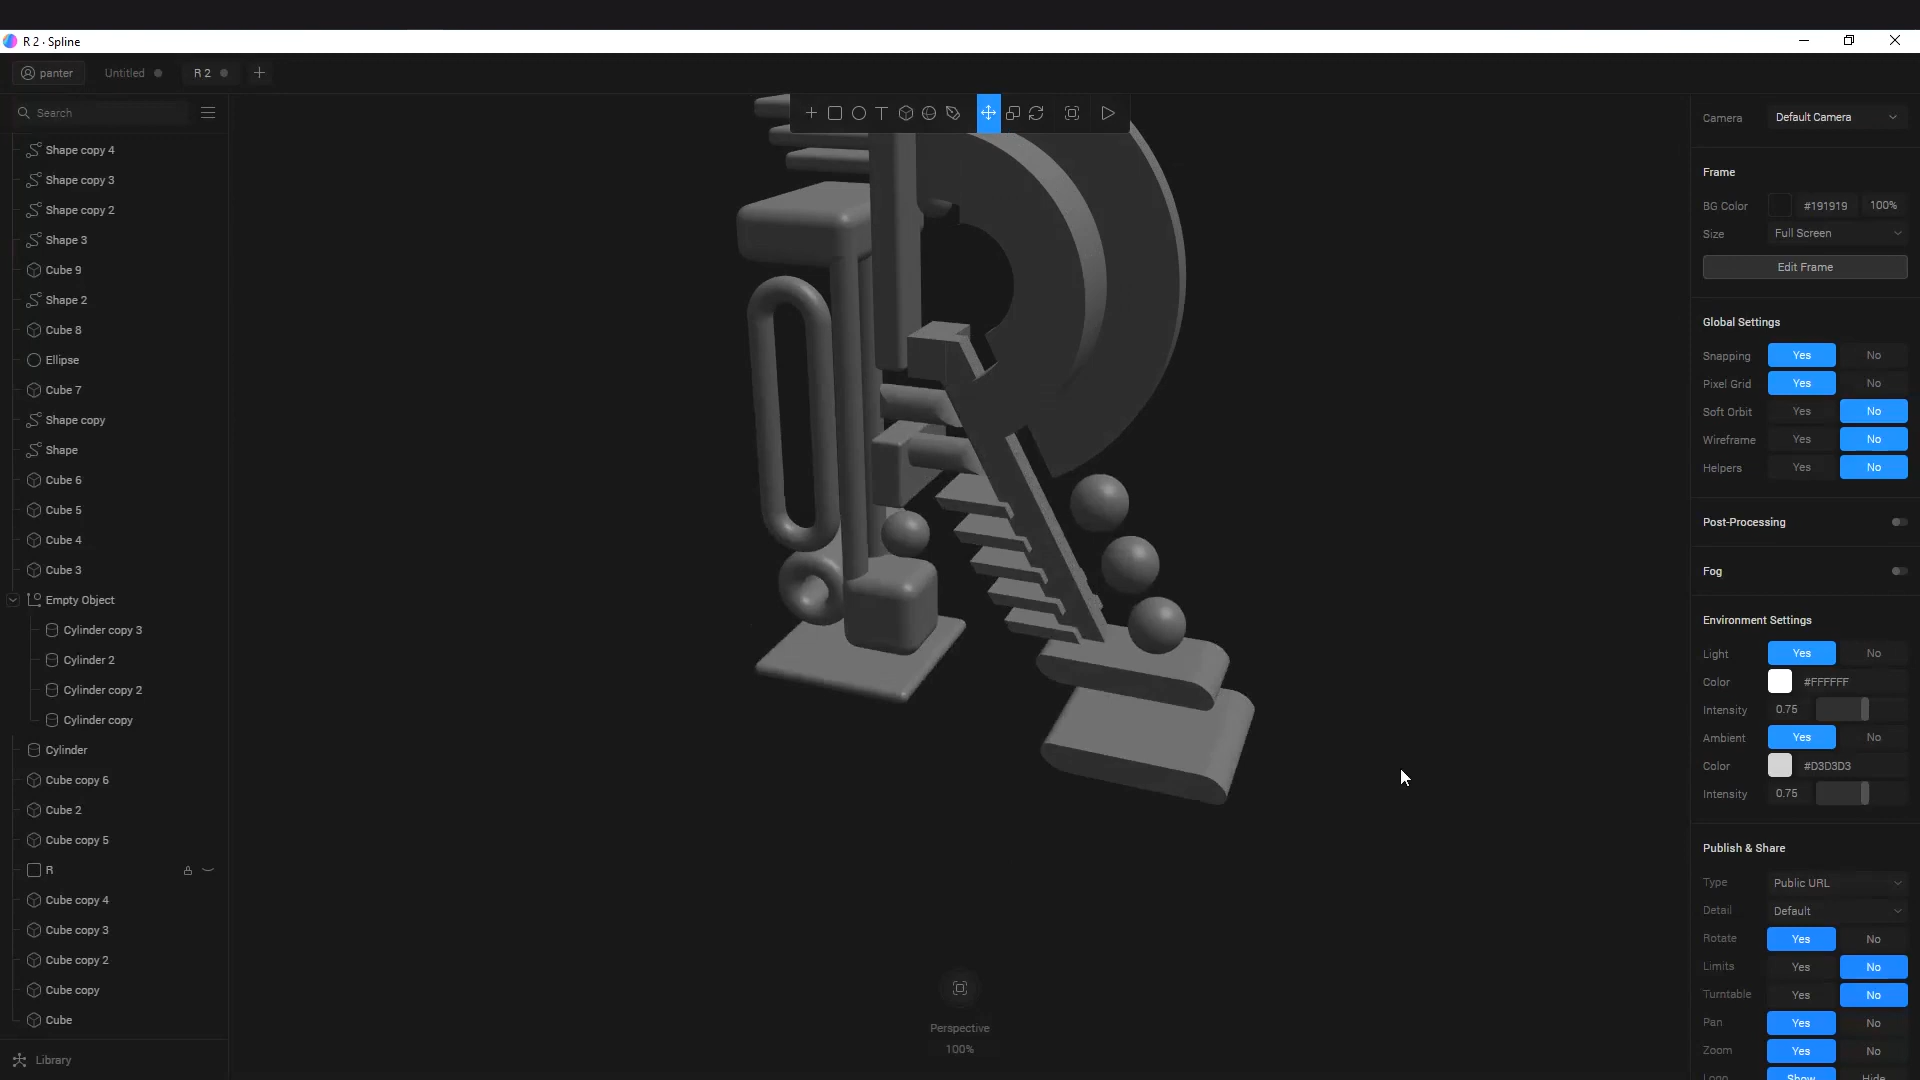 R 2 - Spline
panter
Untitled
R 2
Search
Shape copy 4
Shape copy 3
Shape copy 2
Shape 3
Cube 9
Shape 2
Cube 8
Ellipse
Cube 7
Shape copy
Shape
Cube 6
Cube 5
Cube 4
Cube 3
Empty Object
Cylinder copy 3
Cylinder 2
Cylinder copy 2
Cylinder copy
Cylinder
Cube copy 6
Cube 2
Cube copy 5
R
Cube copy 4
Cube copy 3
Cube copy 2
Cube copy
Cube
Library
Perspective
100%
Camera Default Camera
Frame
BG Color #191919 100%
Size Full Screen
Edit Frame
Global Settings
Snapping Yes No
Pixel Grid Yes No
Soft Orbit Yes No
Wireframe Yes No
Helpers Yes No
Post-Processing
Fog
Environment Settings
Light Yes No
Color #FFFFFF
Intensity 0.75
Ambient Yes No
Color #D3D3D3
Intensity 0.75
Publish & Share
Type Public URL
Detail Default
Rotate Yes No
Limits Yes No
Turntable Yes No
Pan Yes No
Zoom Yes No
Logo Show Hide